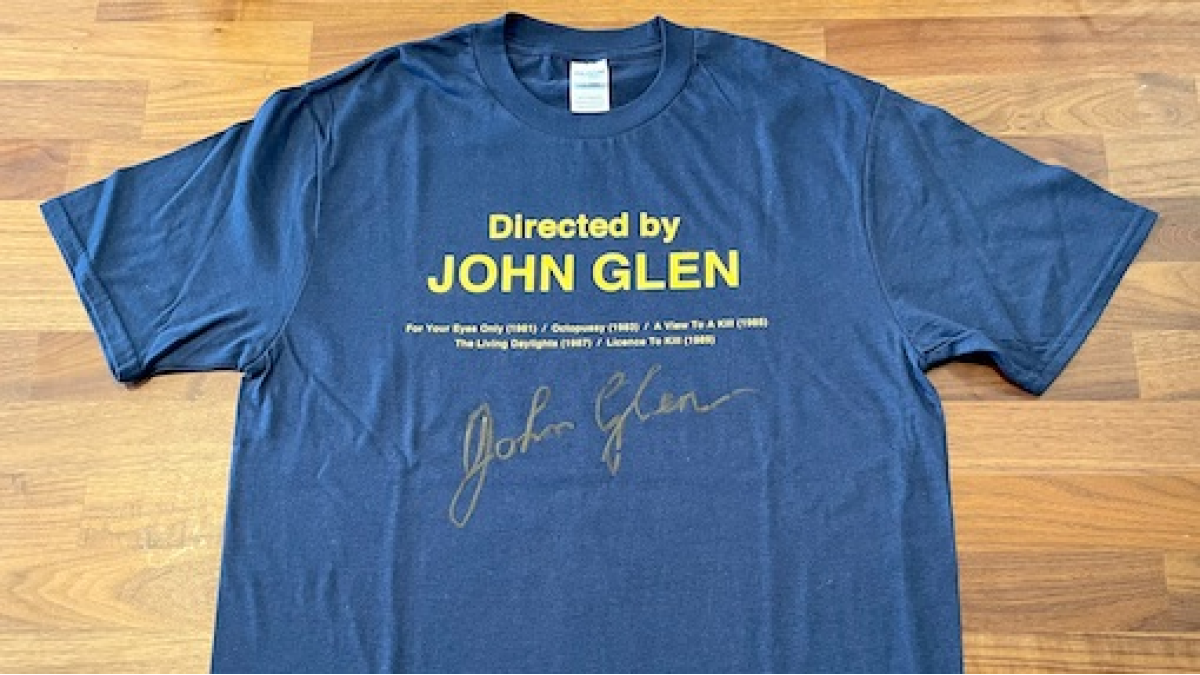 Directed by
JOHN GLEN
For Your Eyes Only (1981) / Octopussy (1983) / A View To A Kill (1985)
The Living Daylights (1987) / Licence To Kill (1989)
John Glen